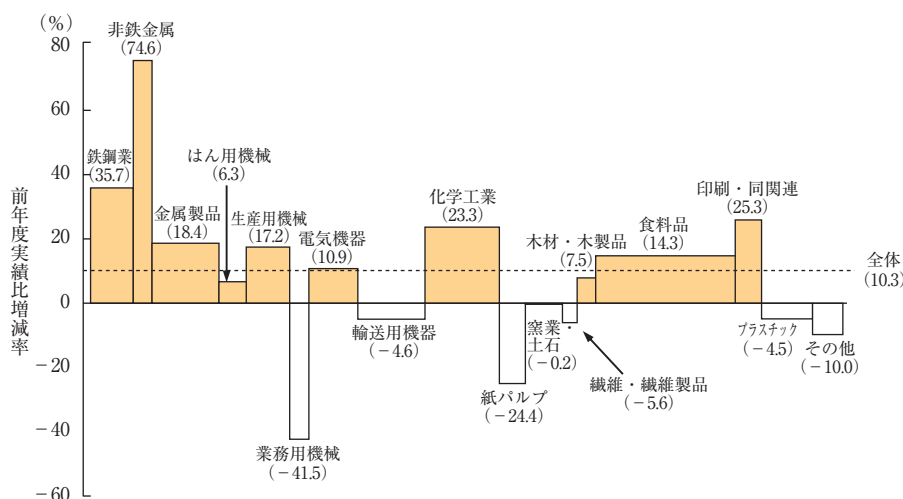 (%)
80
60
40
20
0
−20
−40
−60
前年度実績比増減率
鉄鋼業
(35.7)
非鉄金属
(74.6)
金属製品
(18.4)
はん用機械
(6.3)
生産用機械
(17.2)
業務用機械
(−41.5)
電気機器
(10.9)
輸送用機器
(−4.6)
化学工業
(23.3)
紙パルプ
(−24.4)
窯業・
土石
(−0.2)
繊維・繊維製品
(−5.6)
木材・木製品
(7.5)
食料品
(14.3)
印刷・同関連
(25.3)
プラスチック
(−4.5)
その他
(−10.0)
全体
(10.3)